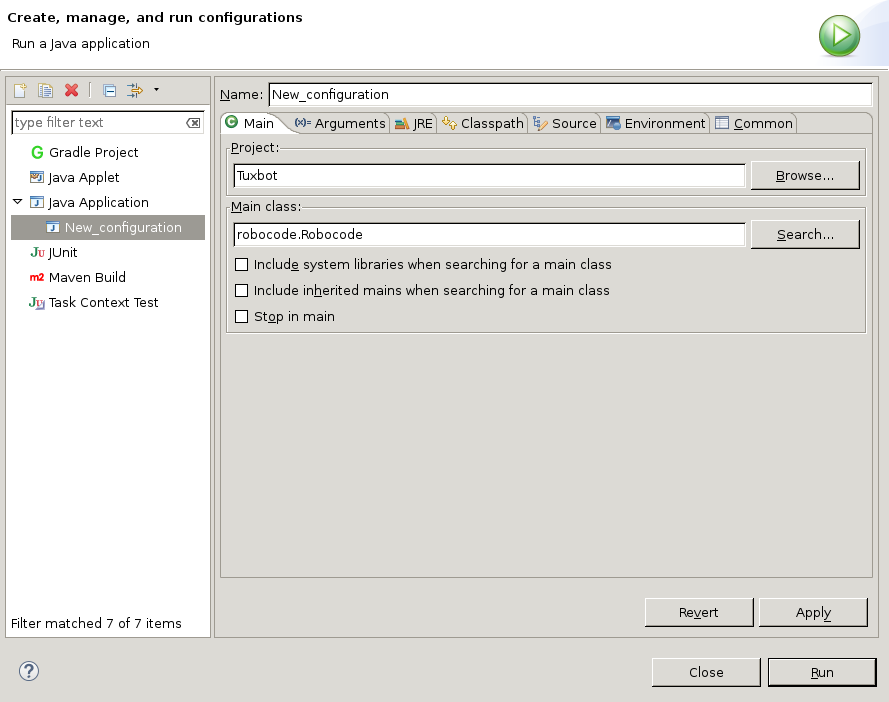 Create, manage, and run configurations
Run a Java application
type filter text
Gradle Project
Java Applet
Java Application
New_configuration
JUnit
Maven Build
Task Context Test
Filter matched 7 of 7 items
Name: New_configuration
Main (x)= Arguments JRE Classpath Source Environment Common
Project:
Tuxbot Browse...
Main class:
robocode.Robocode Search...
Include system libraries when searching for a main class
Include inherited mains when searching for a main class
Stop in main
Revert Apply
Close Run